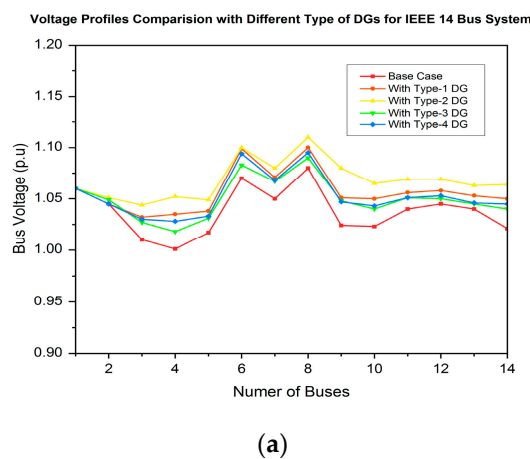 Voltage Profiles Comparision with Different Type of DGs for IEEE 14 Bus System
1.20
1.15
1.10
1.05
1.00
0.95
0.90
Bus Voltage (p.u)
Base Case
With Type-1 DG
With Type-2 DG
With Type-3 DG
With Type-4 DG
2 4 6 8 10 12 14
Numer of Buses
(a)